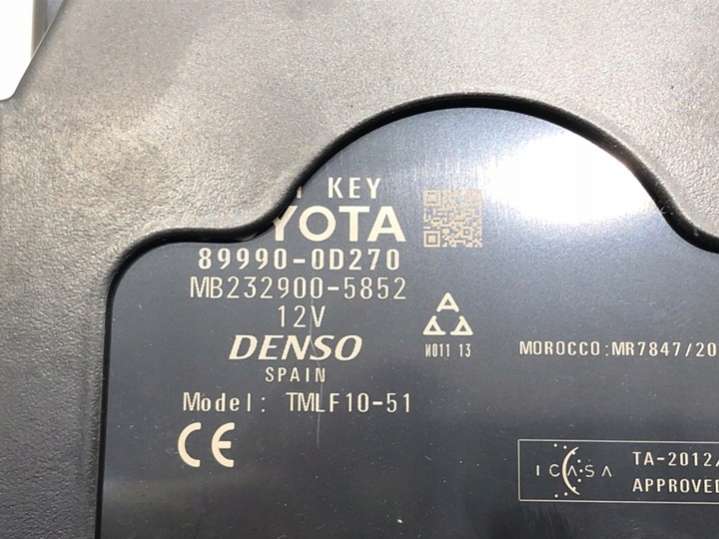 KEY
YOTA
89990-0D270
MB232900-5852
12V
DENSO
SPAIN
Model: TMLF10-51
CE
A
N011 13
MOROCCO:MR7847/20
ICASA
TA-2012/
APPROVED